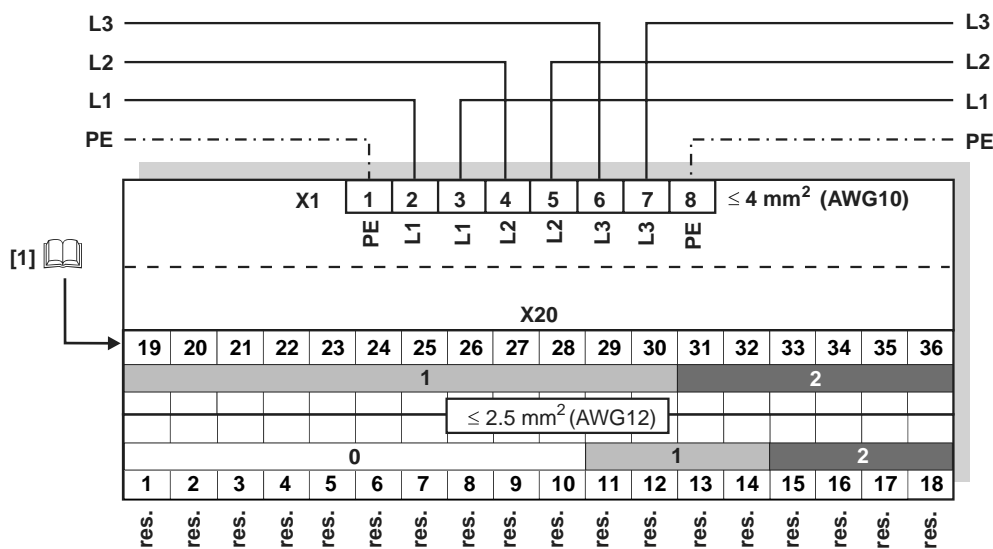 L3 L3
L2 L2
L1 L1
PE PE
X1 1 2 3 4 5 6 7 8 ≤ 4 mm² (AWG10)
PE L1 L1 L2 L2 L3 L3 PE
[1]
X20
19 20 21 22 23 24 25 26 27 28 29 30 31 32 33 34 35 36
1 2
≤ 2.5 mm² (AWG12)
0 1 2
1 2 3 4 5 6 7 8 9 10 11 12 13 14 15 16 17 18
res. res. res. res. res. res. res. res. res. res. res. res. res. res. res. res. res. res.